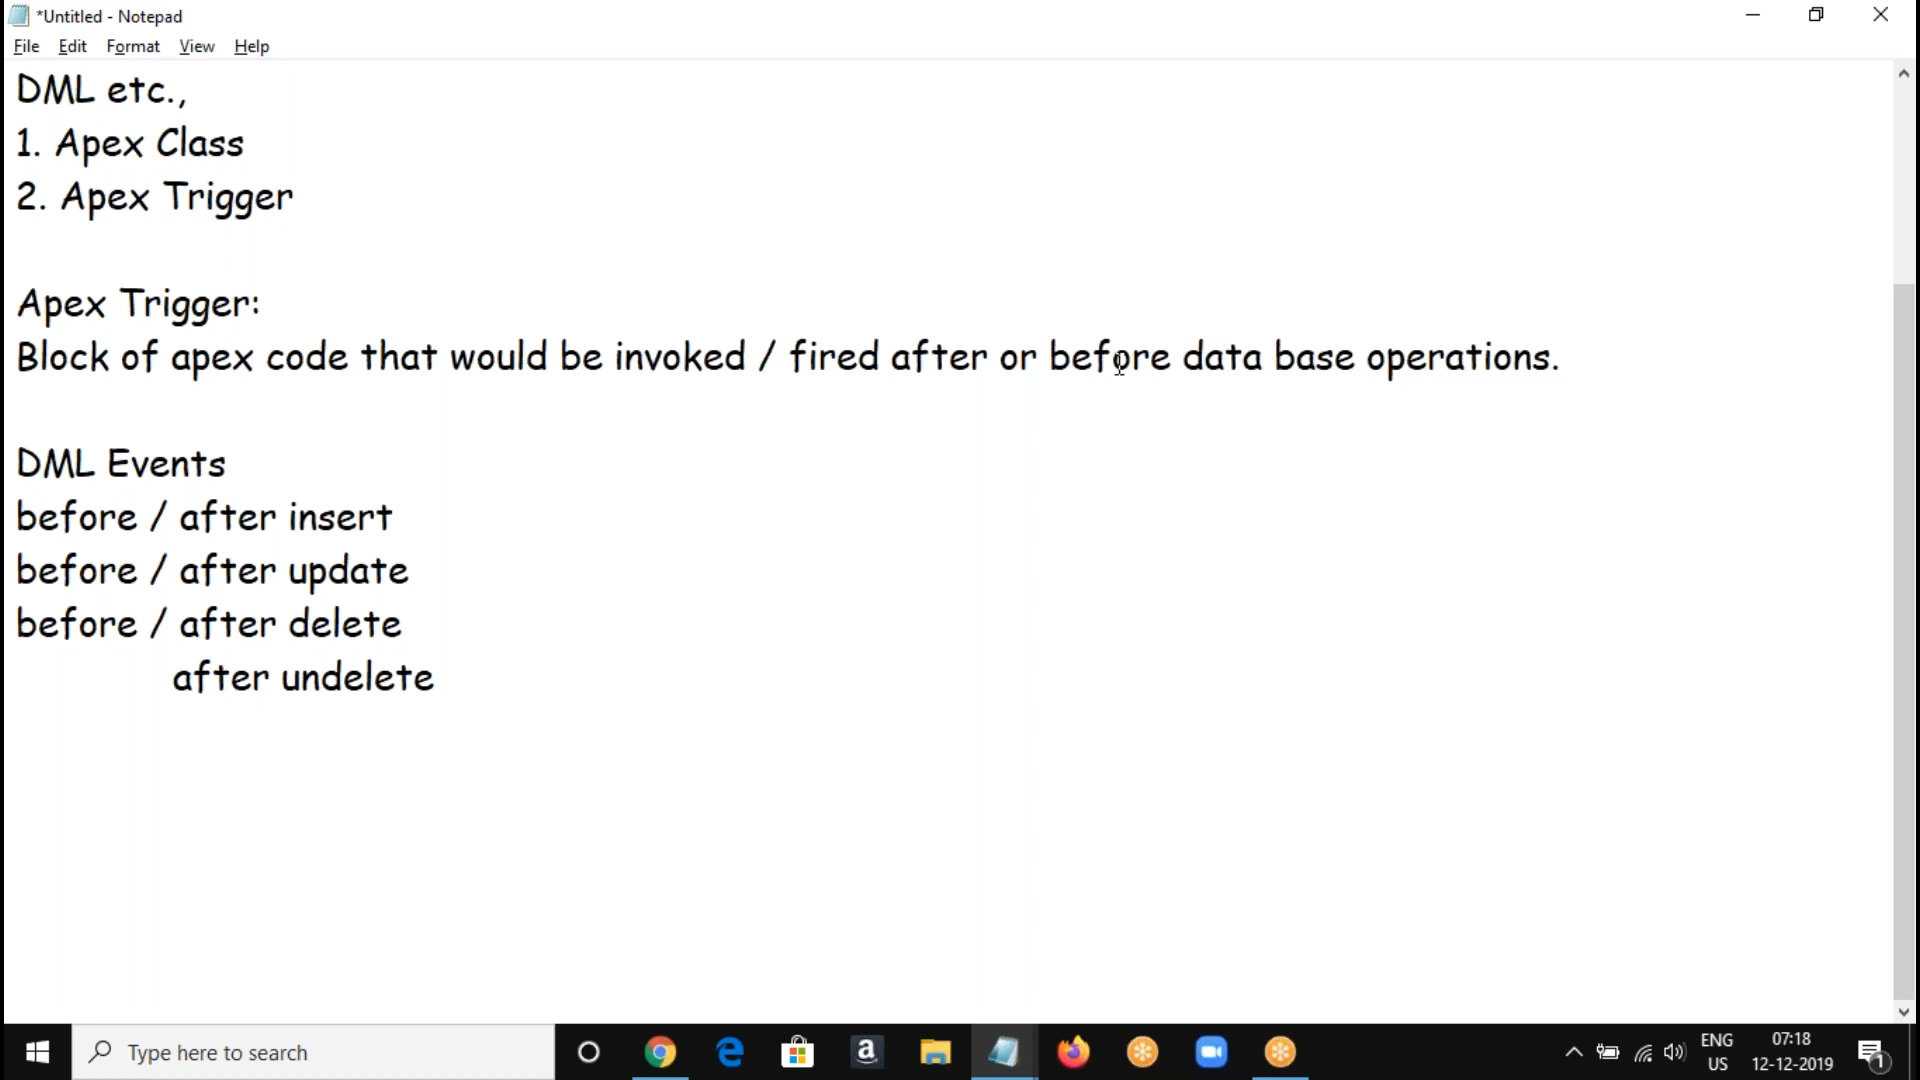 *Untitled - Notepad
File Edit Format View Help
DML etc.,
1. Apex Class
2. Apex Trigger
Apex Trigger:
Block of apex code that would be invoked / fired after or before data base operations.
DML Events
before / after insert
before / after update
before / after delete
after undelete
Type here to search
a
ENG
US
07:18
12-12-2019
1